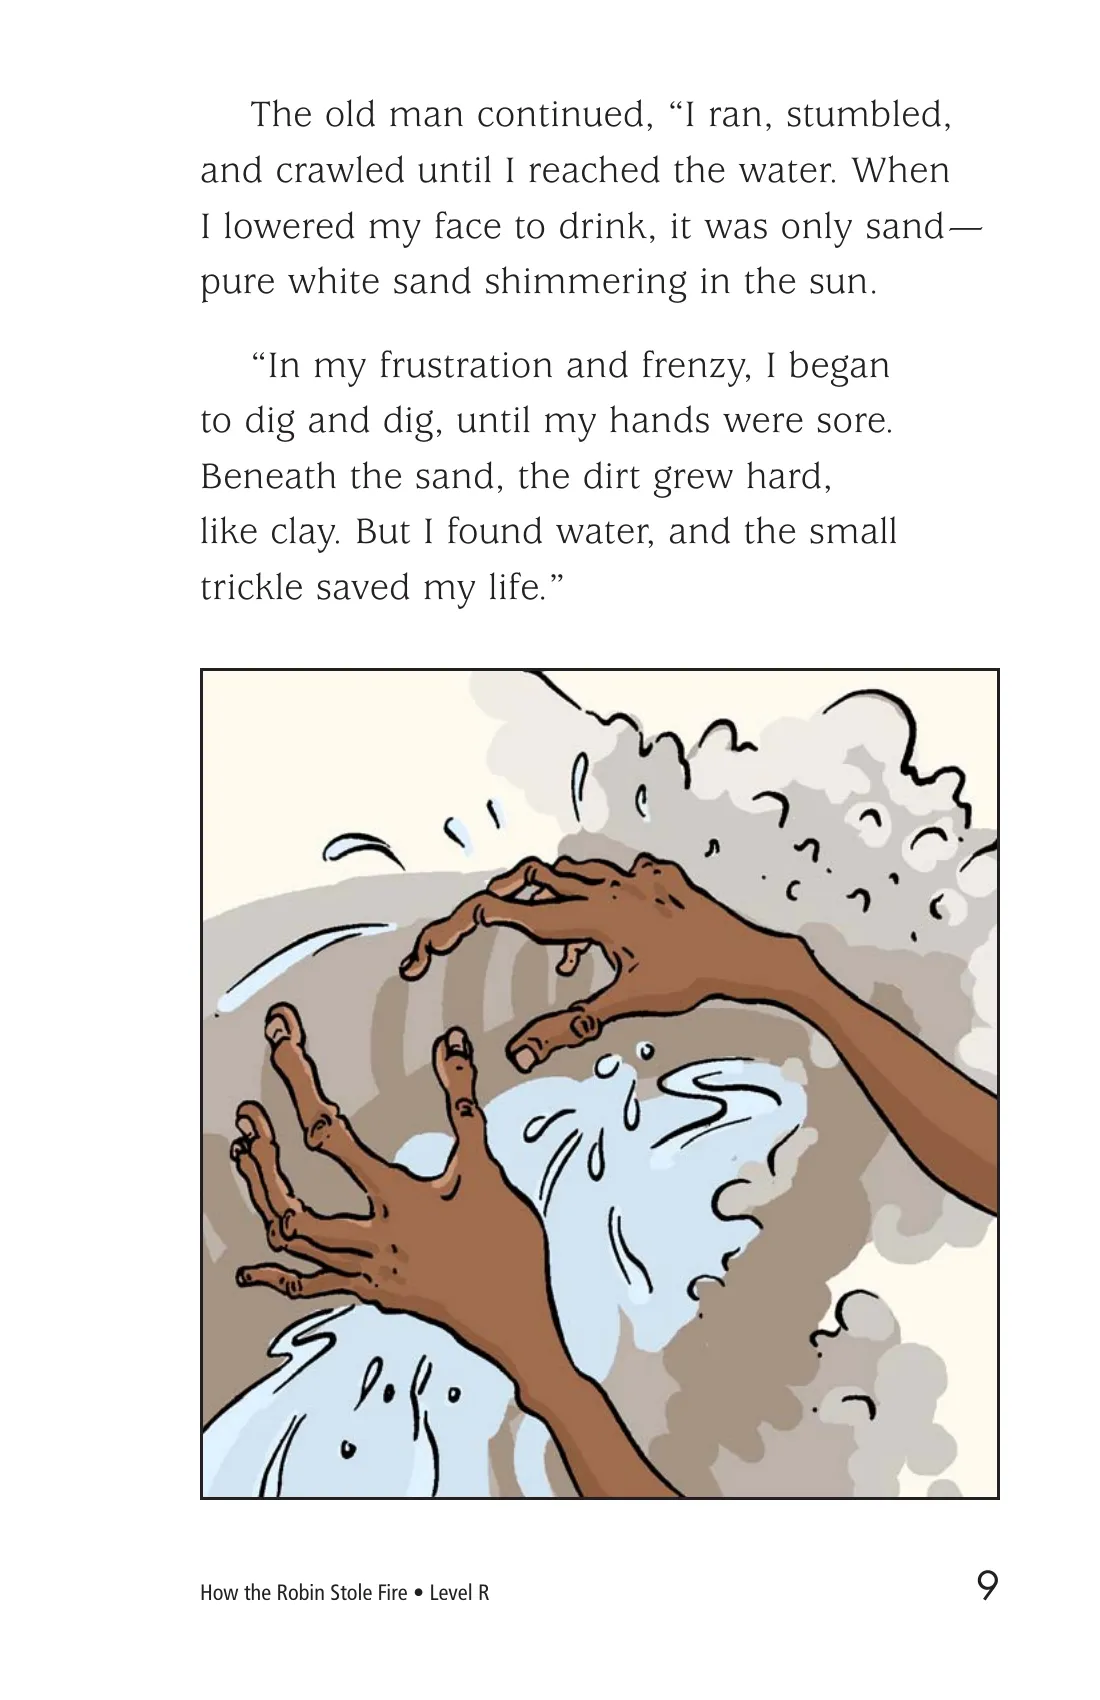 The old man continued, “I ran, stumbled,
and crawled until I reached the water. When
I lowered my face to drink, it was only sand—
pure white sand shimmering in the sun.
“In my frustration and frenzy, I began
to dig and dig, until my hands were sore.
Beneath the sand, the dirt grew hard,
like clay. But I found water, and the small
trickle saved my life.”
How the Robin Stole Fire • Level R
9